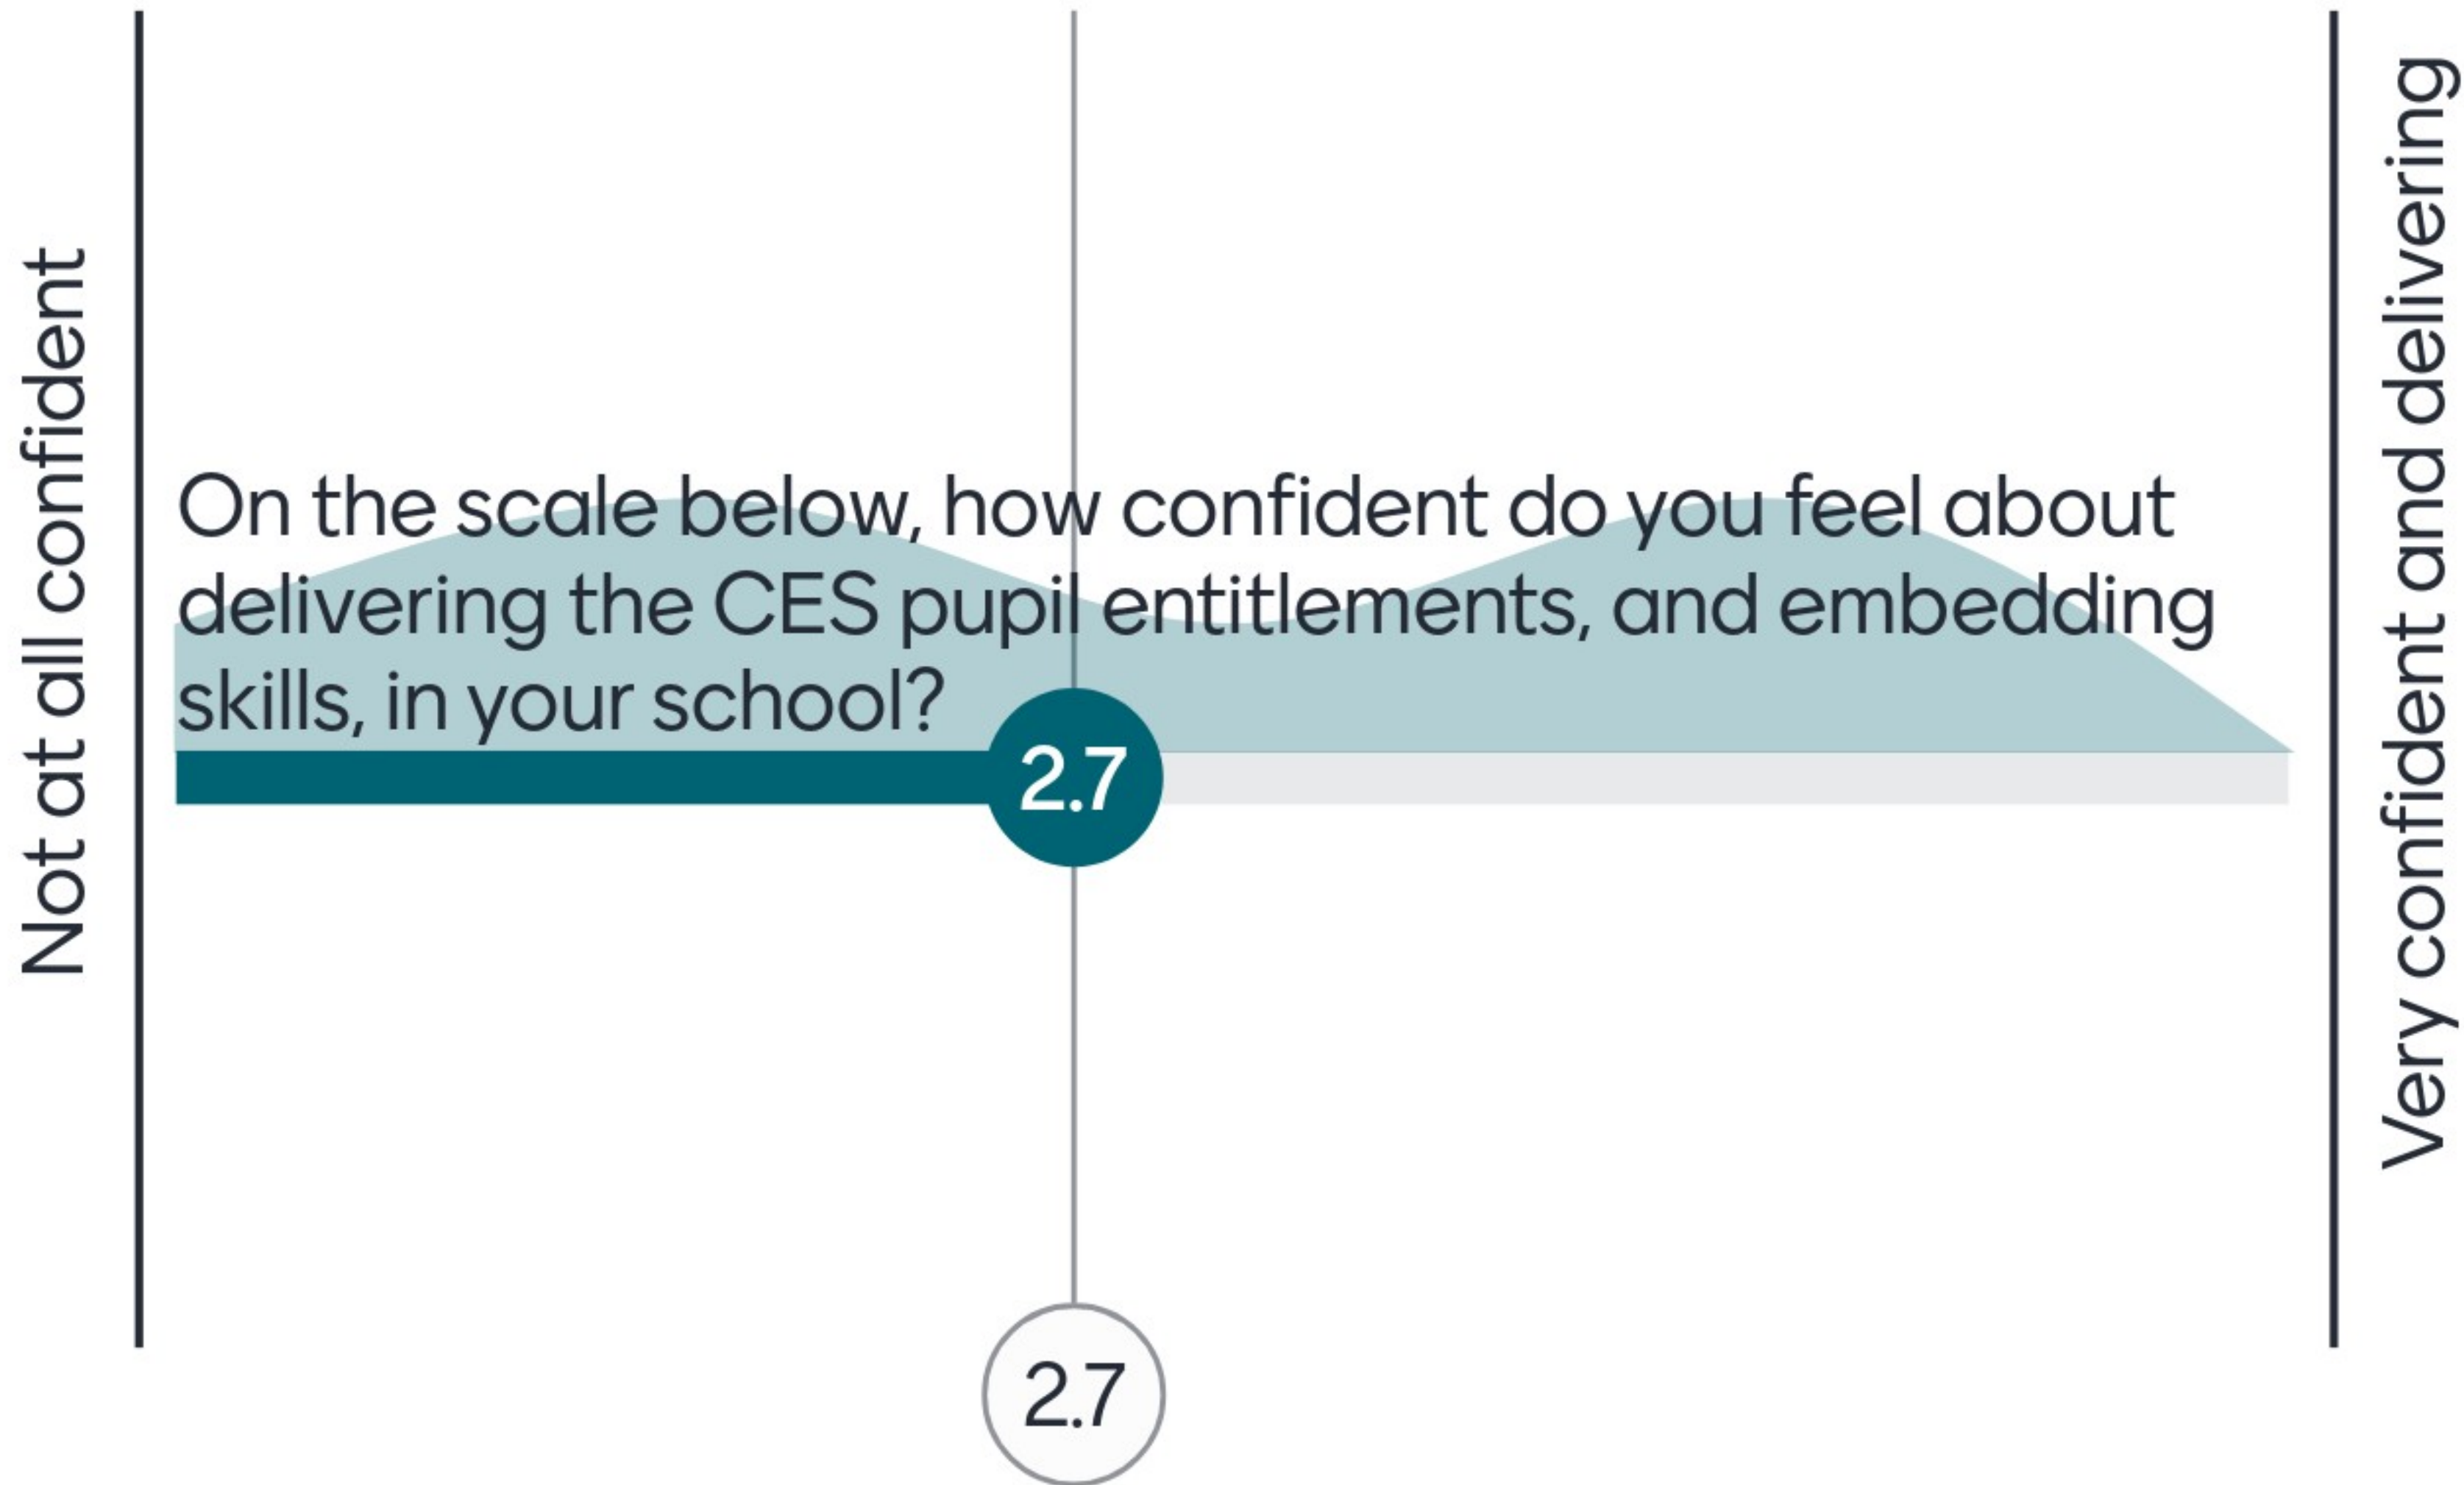 Not at all confident
On the scale below, how confident do you feel about
delivering the CES pupil entitlements, and embedding
skills, in your school?
2.7
2.7
Very confident and delivering